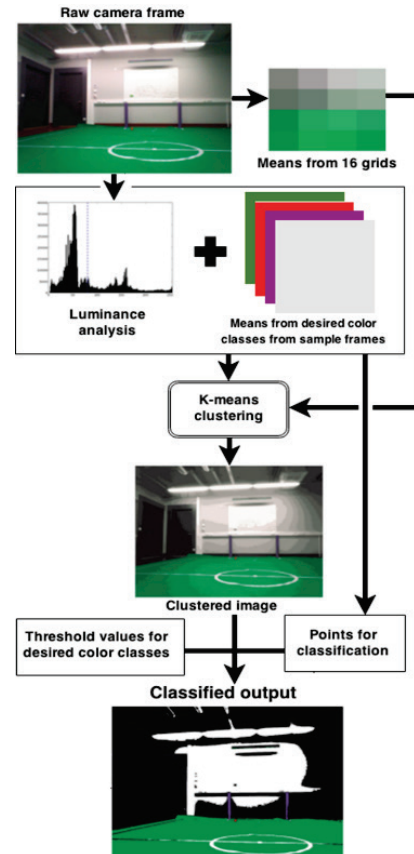 Raw camera frame
Means from 16 grids
Luminance
analysis
Means from desired color
classes from sample frames
K-means
clustering
Clustered image
Threshold values for
desired color classes
Points for
classification
Classified output